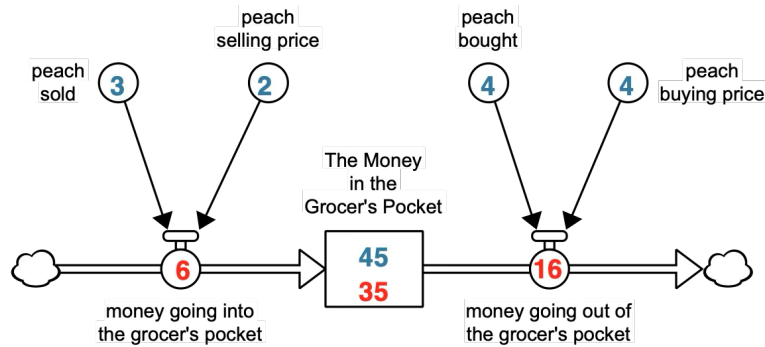 peach
sold
3
peach
selling price
2
peach
bought
4
peach
buying price
4
The Money
in the
Grocer's Pocket
45
35
6
money going into
the grocer's pocket
16
money going out of
the grocer's pocket